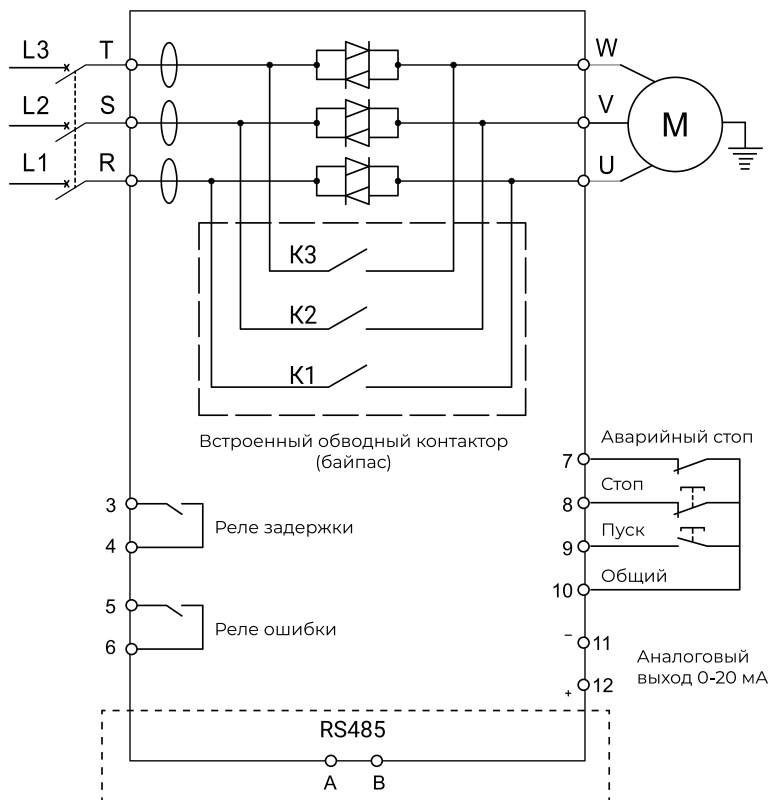 L3
T
W
L2
S
V
M
L1
R
U
K3
K2
K1
Встроенный обводный контактор
(байпас)
Аварийный стоп
7
Стоп
8
Пуск
9
Общий
10
3
4
Реле задержки
5
6
Реле ошибки
− 11
+ 12
Аналоговый
выход 0-20 мА
RS485
A B